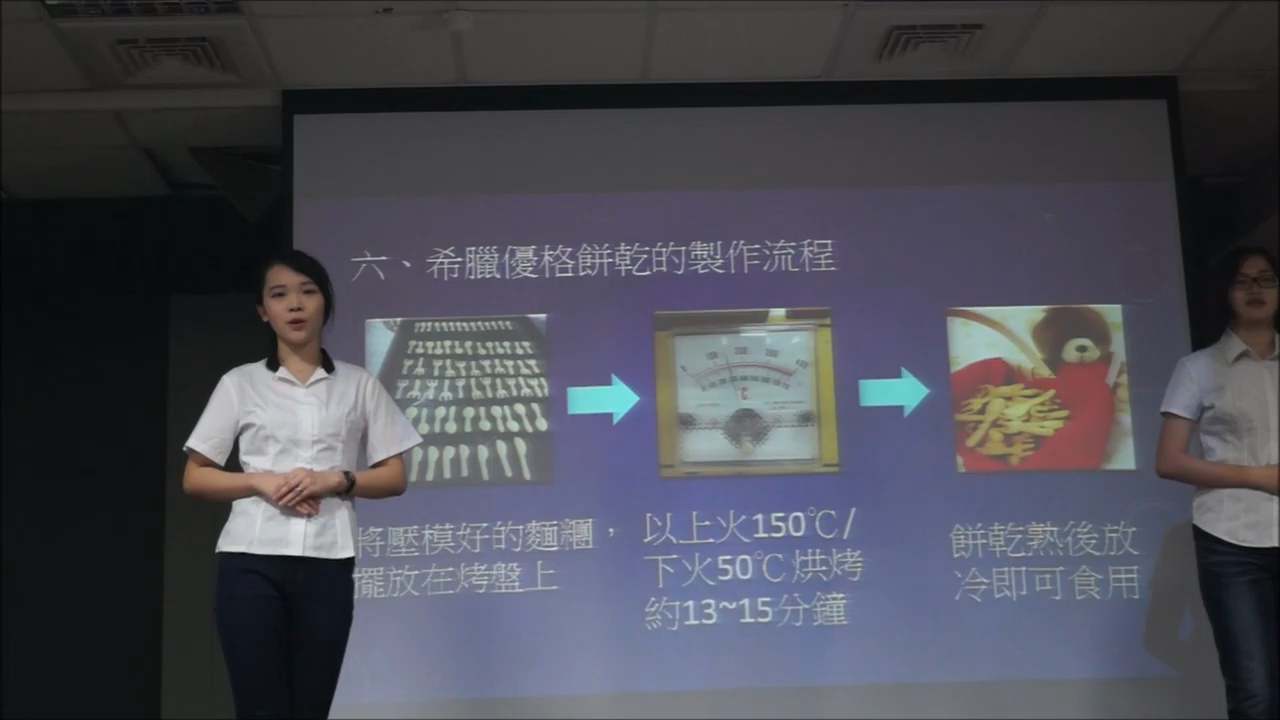 六、希臘優格餅乾的製作流程
將壓模好的麵糰，
擺放在烤盤上
以上火150℃/
下火50℃烘烤
約13~15分鐘
餅乾熟後放
冷即可食用